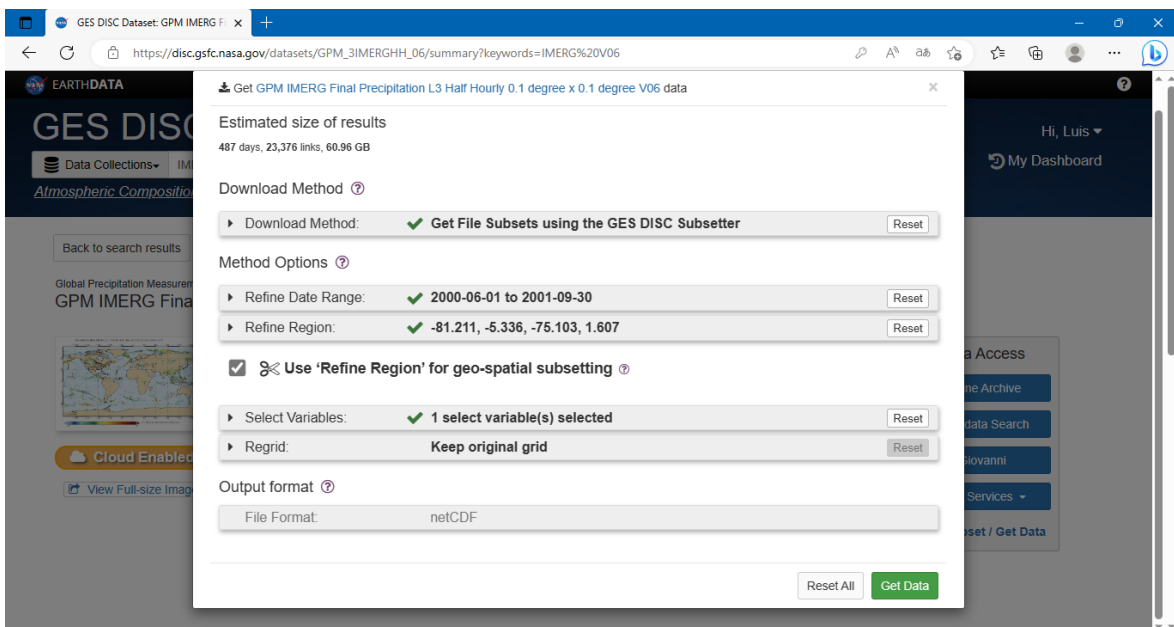 GES DISC Dataset: GPM IMERG F
https://disc.gsfc.nasa.gov/datasets/GPM_3IMERGHH_06/summary?keywords=IMERG%20V06
EARTHDATA
GES DISC
Hi, Luis
Data Collections
IM
My Dashboard
Atmospheric Compositio
Back to search results
Global Precipitation Measurem
GPM IMERG Fina
Cloud Enabled
View Full-size Imag
Get GPM IMERG Final Precipitation L3 Half Hourly 0.1 degree x 0.1 degree V06 data
×
Estimated size of results
487 days, 23,376 links, 60.96 GB
Download Method ?
Download Method: Get File Subsets using the GES DISC Subsetter Reset
Method Options ?
Refine Date Range: 2000-06-01 to 2001-09-30 Reset
Refine Region: -81.211, -5.336, -75.103, 1.607 Reset
Use 'Refine Region' for geo-spatial subsetting ?
Select Variables: 1 select variable(s) selected Reset
Regrid: Keep original grid Reset
Output format ?
File Format: netCDF
Reset All Get Data
a Access
ne Archive
data Search
Giovanni
Services
bset / Get Data